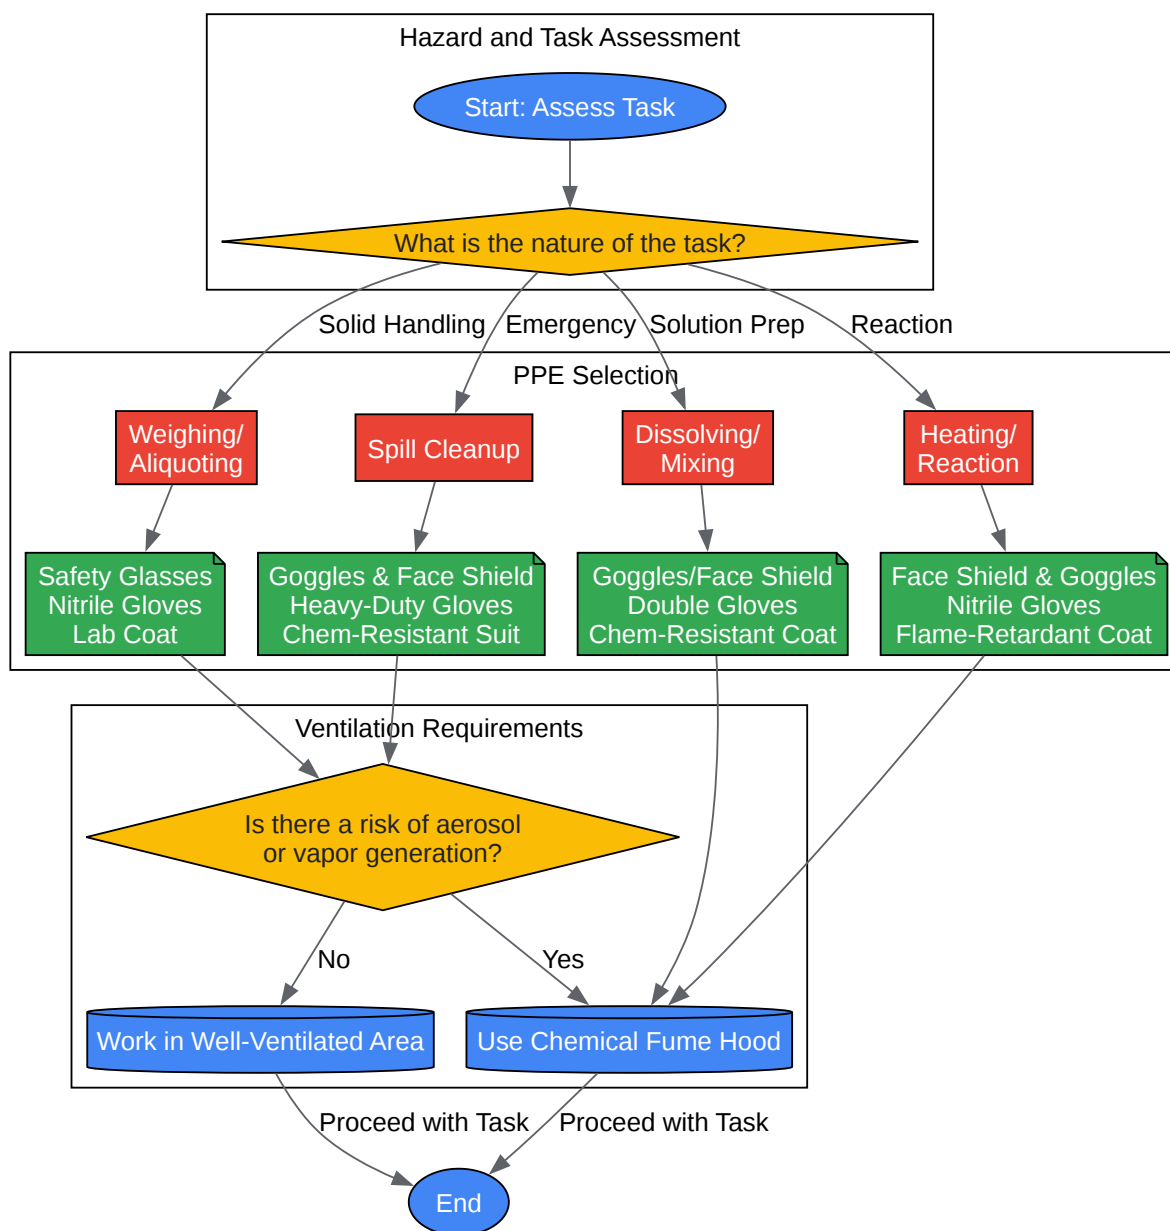 Hazard and Task Assessment
Start: Assess Task
What is the nature of the task?
Solid Handling
Emergency
Solution Prep
Reaction
PPE Selection
Weighing/
Aliquoting
Spill Cleanup
Dissolving/
Mixing
Heating/
Reaction
Safety Glasses
Nitrile Gloves
Lab Coat
Goggles & Face Shield
Heavy-Duty Gloves
Chem-Resistant Suit
Goggles/Face Shield
Double Gloves
Chem-Resistant Coat
Face Shield & Goggles
Nitrile Gloves
Flame-Retardant Coat
Ventilation Requirements
Is there a risk of aerosol
or vapor generation?
No
Yes
Work in Well-Ventilated Area
Use Chemical Fume Hood
Proceed with Task
Proceed with Task
End